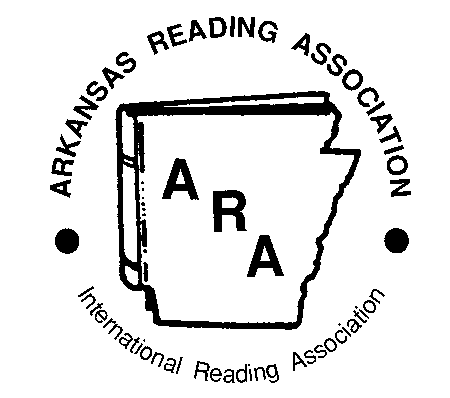 ARKANSAS READING ASSOCIATION
A
R
A
International Reading Association